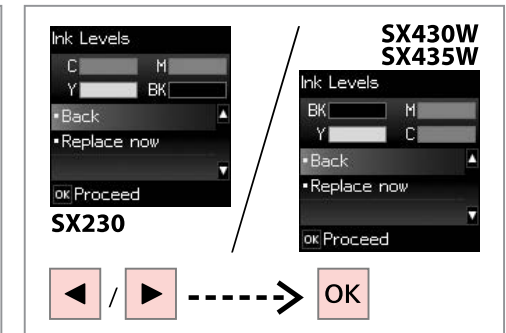 Ink Levels
C M
Y BK
▪Back
▪Replace now
OK Proceed
SX230
/
SX430W
SX435W
Ink Levels
BK M
Y C
▪Back
▪Replace now
OK Proceed
◀ / ▶ OK